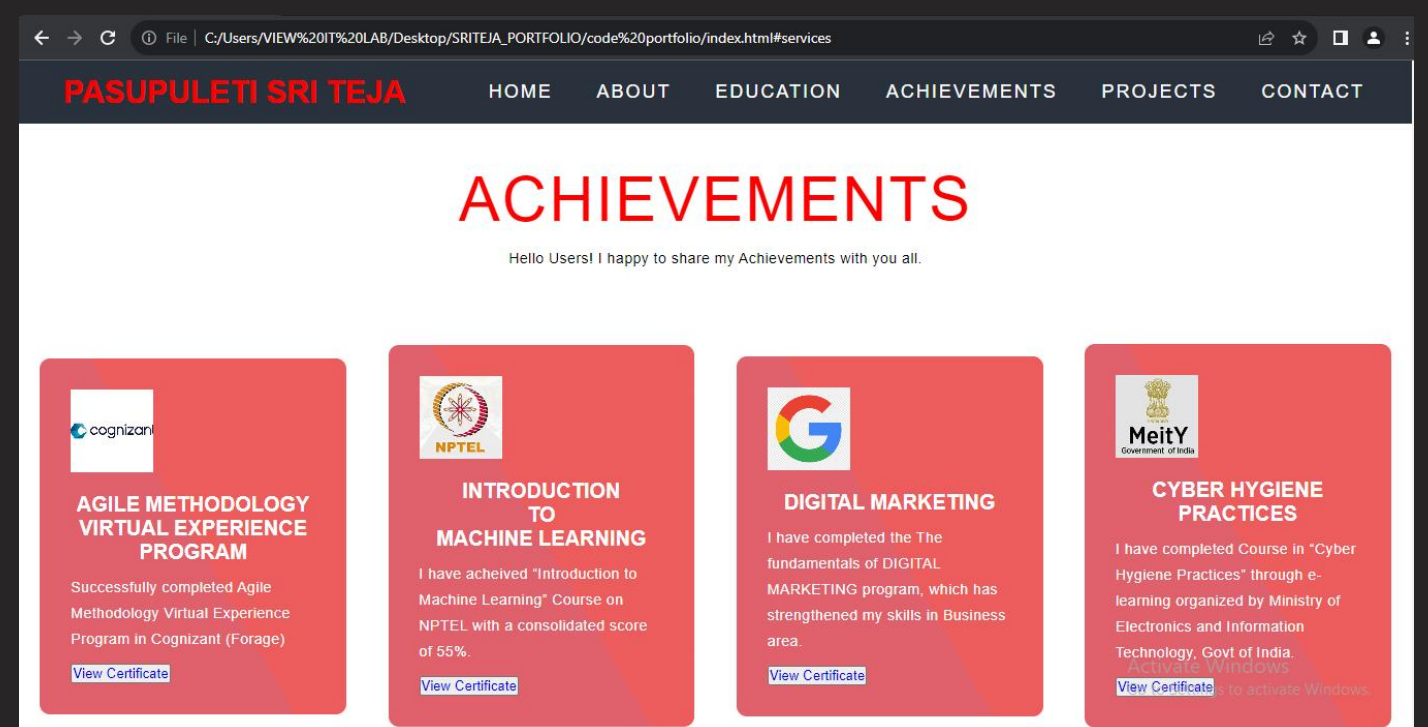 File C:/Users/VIEW%20IT%20LAB/Desktop/SRITEJA_PORTFOLIO/code%20portfolio/index.html#services
PASUPULETI SRI TEJA HOME ABOUT EDUCATION ACHIEVEMENTS PROJECTS CONTACT
ACHIEVEMENTS
Hello Users! I happy to share my Achievements with you all.
cognizant
AGILE METHODOLOGY
VIRTUAL EXPERIENCE
PROGRAM
Successfully completed Agile
Methodology Virtual Experience
Program in Cognizant (Forage)
View Certificate
NPTEL
INTRODUCTION
TO
MACHINE LEARNING
I have acheived "Introduction to
Machine Learning" Course on
NPTEL with a consolidated score
of 55%.
View Certificate
G
DIGITAL MARKETING
I have completed the The
fundamentals of DIGITAL
MARKETING program, which has
strengthened my skills in Business
area.
View Certificate
MeitY
Government of India
CYBER HYGIENE
PRACTICES
I have completed Course in "Cyber
Hygiene Practices" through e-
learning organized by Ministry of
Electronics and Information
Technology, Govt of India.
View Certificate
Activate Windows
to activate Windows.